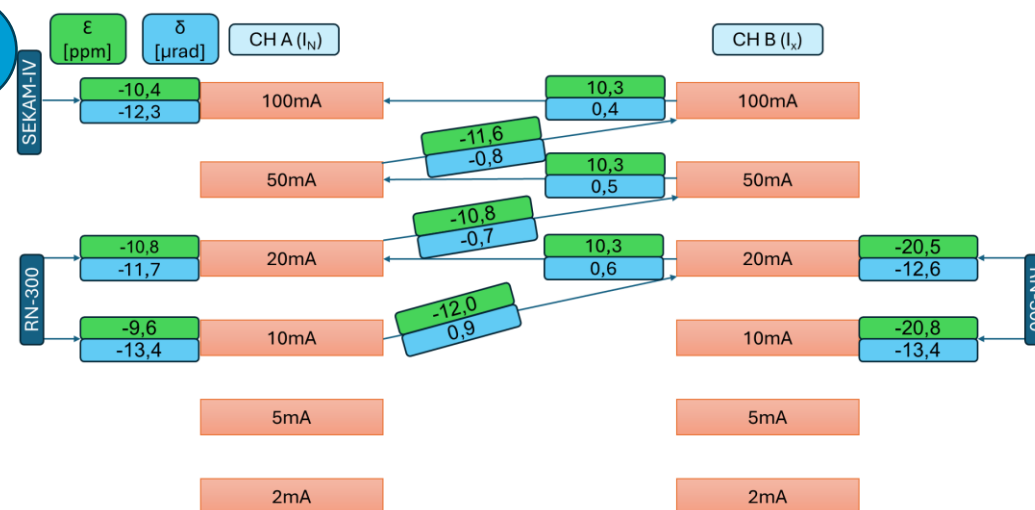 ε
[ppm]
δ
[µrad]
CH A (I_N)
CH B (I_x)
SEKAM-IV
-10,4
-12,3
100mA
10,3
0,4
100mA
-11,6
-0,8
50mA
10,3
0,5
50mA
-10,8
-0,7
RN-300
-10,8
-11,7
20mA
10,3
0,6
20mA
-20,5
-12,6
-12,0
0,9
-9,6
-13,4
10mA
10mA
-20,8
-13,4
5mA
5mA
2mA
2mA